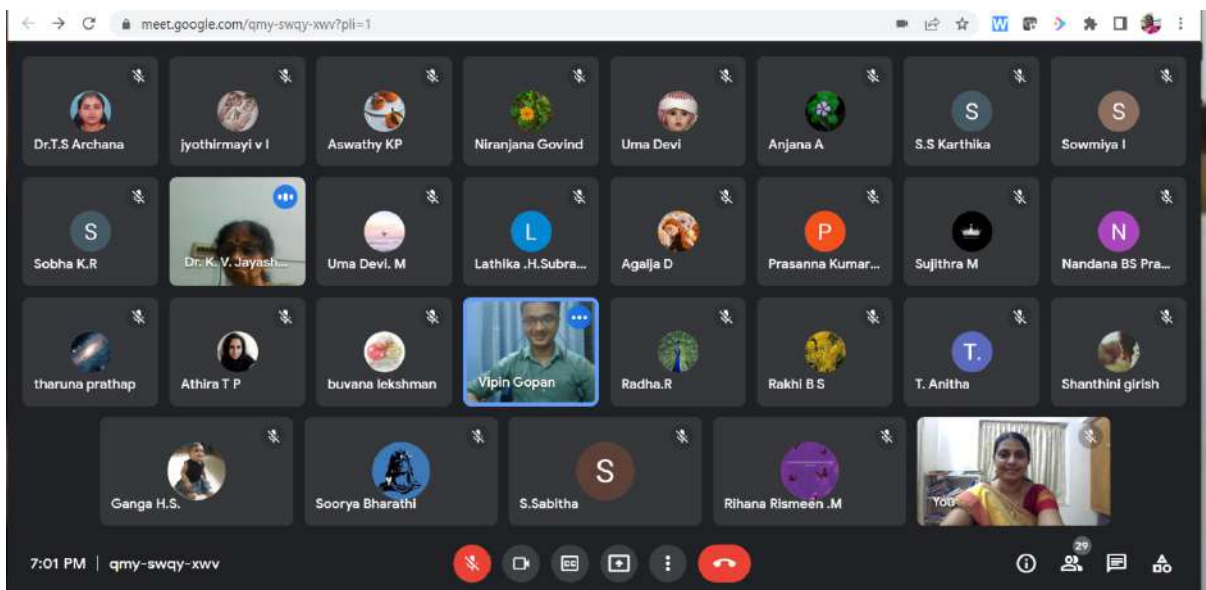 meet.google.com/qmy-swqy-xwv?pli=1
W
Dr.T.S Archana
jyothirmayi v l
Aswathy KP
Niranjana Govind
Uma Devi
Anjana A
S
S.S Karthika
S
Sowmiya I
S
Sobha K.R
Dr. K. V. Jayash...
Uma Devi. M
L
Lathika .H.Subra...
Agalja D
P
Prasanna Kumar...
Sujithra M
N
Nandana BS Pra...
tharuna prathap
Athira T P
buvana lekshman
Vipin Gopan
Radha.R
Rakhi B S
T.
T. Anitha
Shanthini girish
Ganga H.S.
Soorya Bharathi
S
S.Sabitha
Rihana Rismeen .M
You
7:01 PM | qmy-swqy-xwv
CC
29